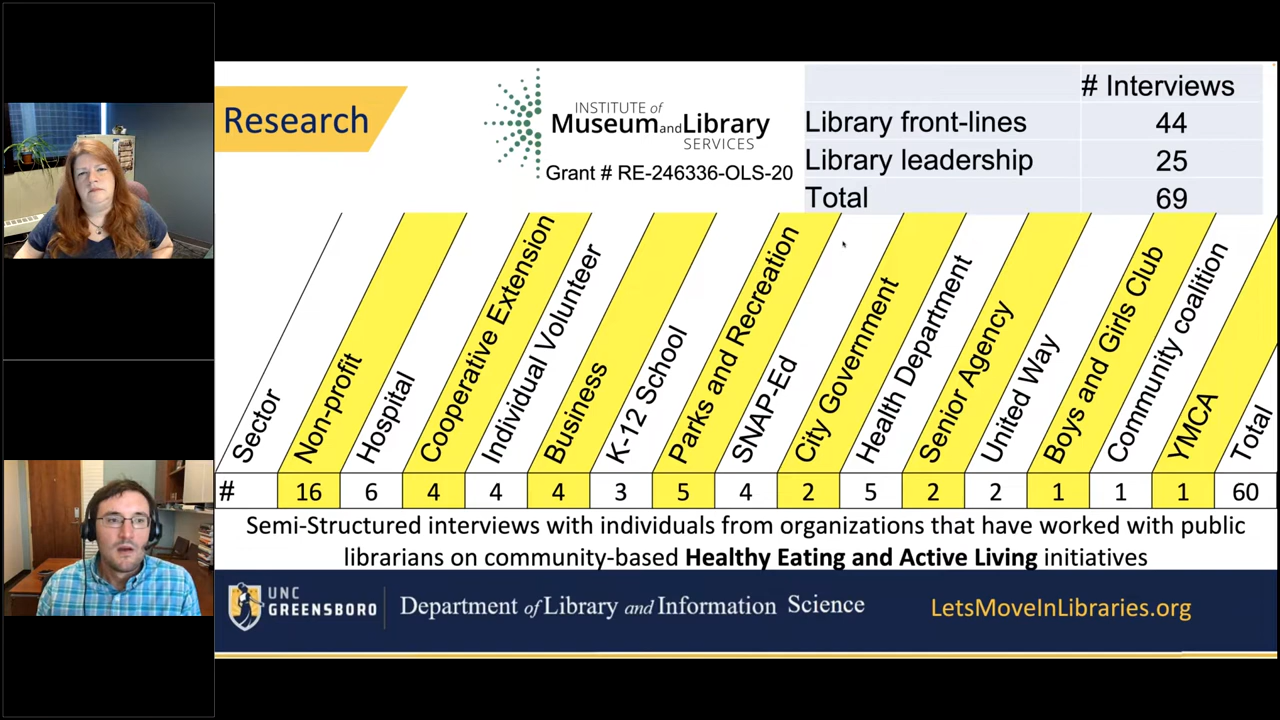 Research
INSTITUTE of
Museum and Library
SERVICES
Grant # RE-246336-OLS-20
# Interviews
Library front-lines 44
Library leadership 25
Total 69
Sector Non-profit Hospital Cooperative Extension Individual Volunteer Business K-12 School Parks and Recreation SNAP-Ed City Government Health Department Senior Agency United Way Boys and Girls Club Community coalition YMCA Total
# 16 6 4 4 4 3 5 4 2 5 2 2 1 1 1 60
Semi-Structured interviews with individuals from organizations that have worked with public
librarians on community-based Healthy Eating and Active Living initiatives
UNC
GREENSBORO
Department of Library and Information Science
LetsMoveInLibraries.org